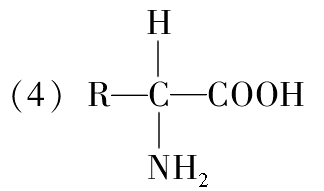 H
(4) R—C—COOH
NH₂